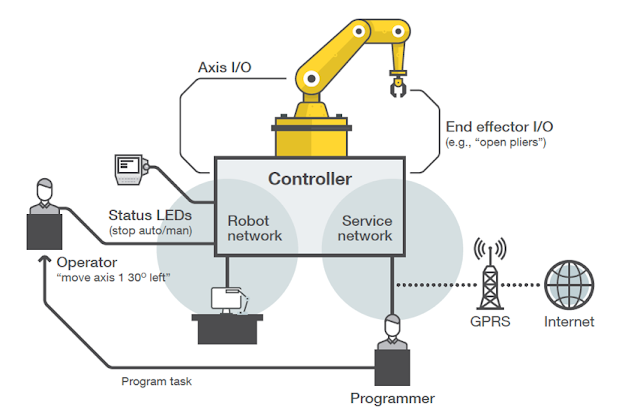 Axis I/O
End effector I/O
(e.g., “open pliers”)
Controller
Status LEDs
(stop auto/man)
Robot
network
Service
network
Operator
“move axis 1 30º left”
GPRS
Internet
Program task
Programmer